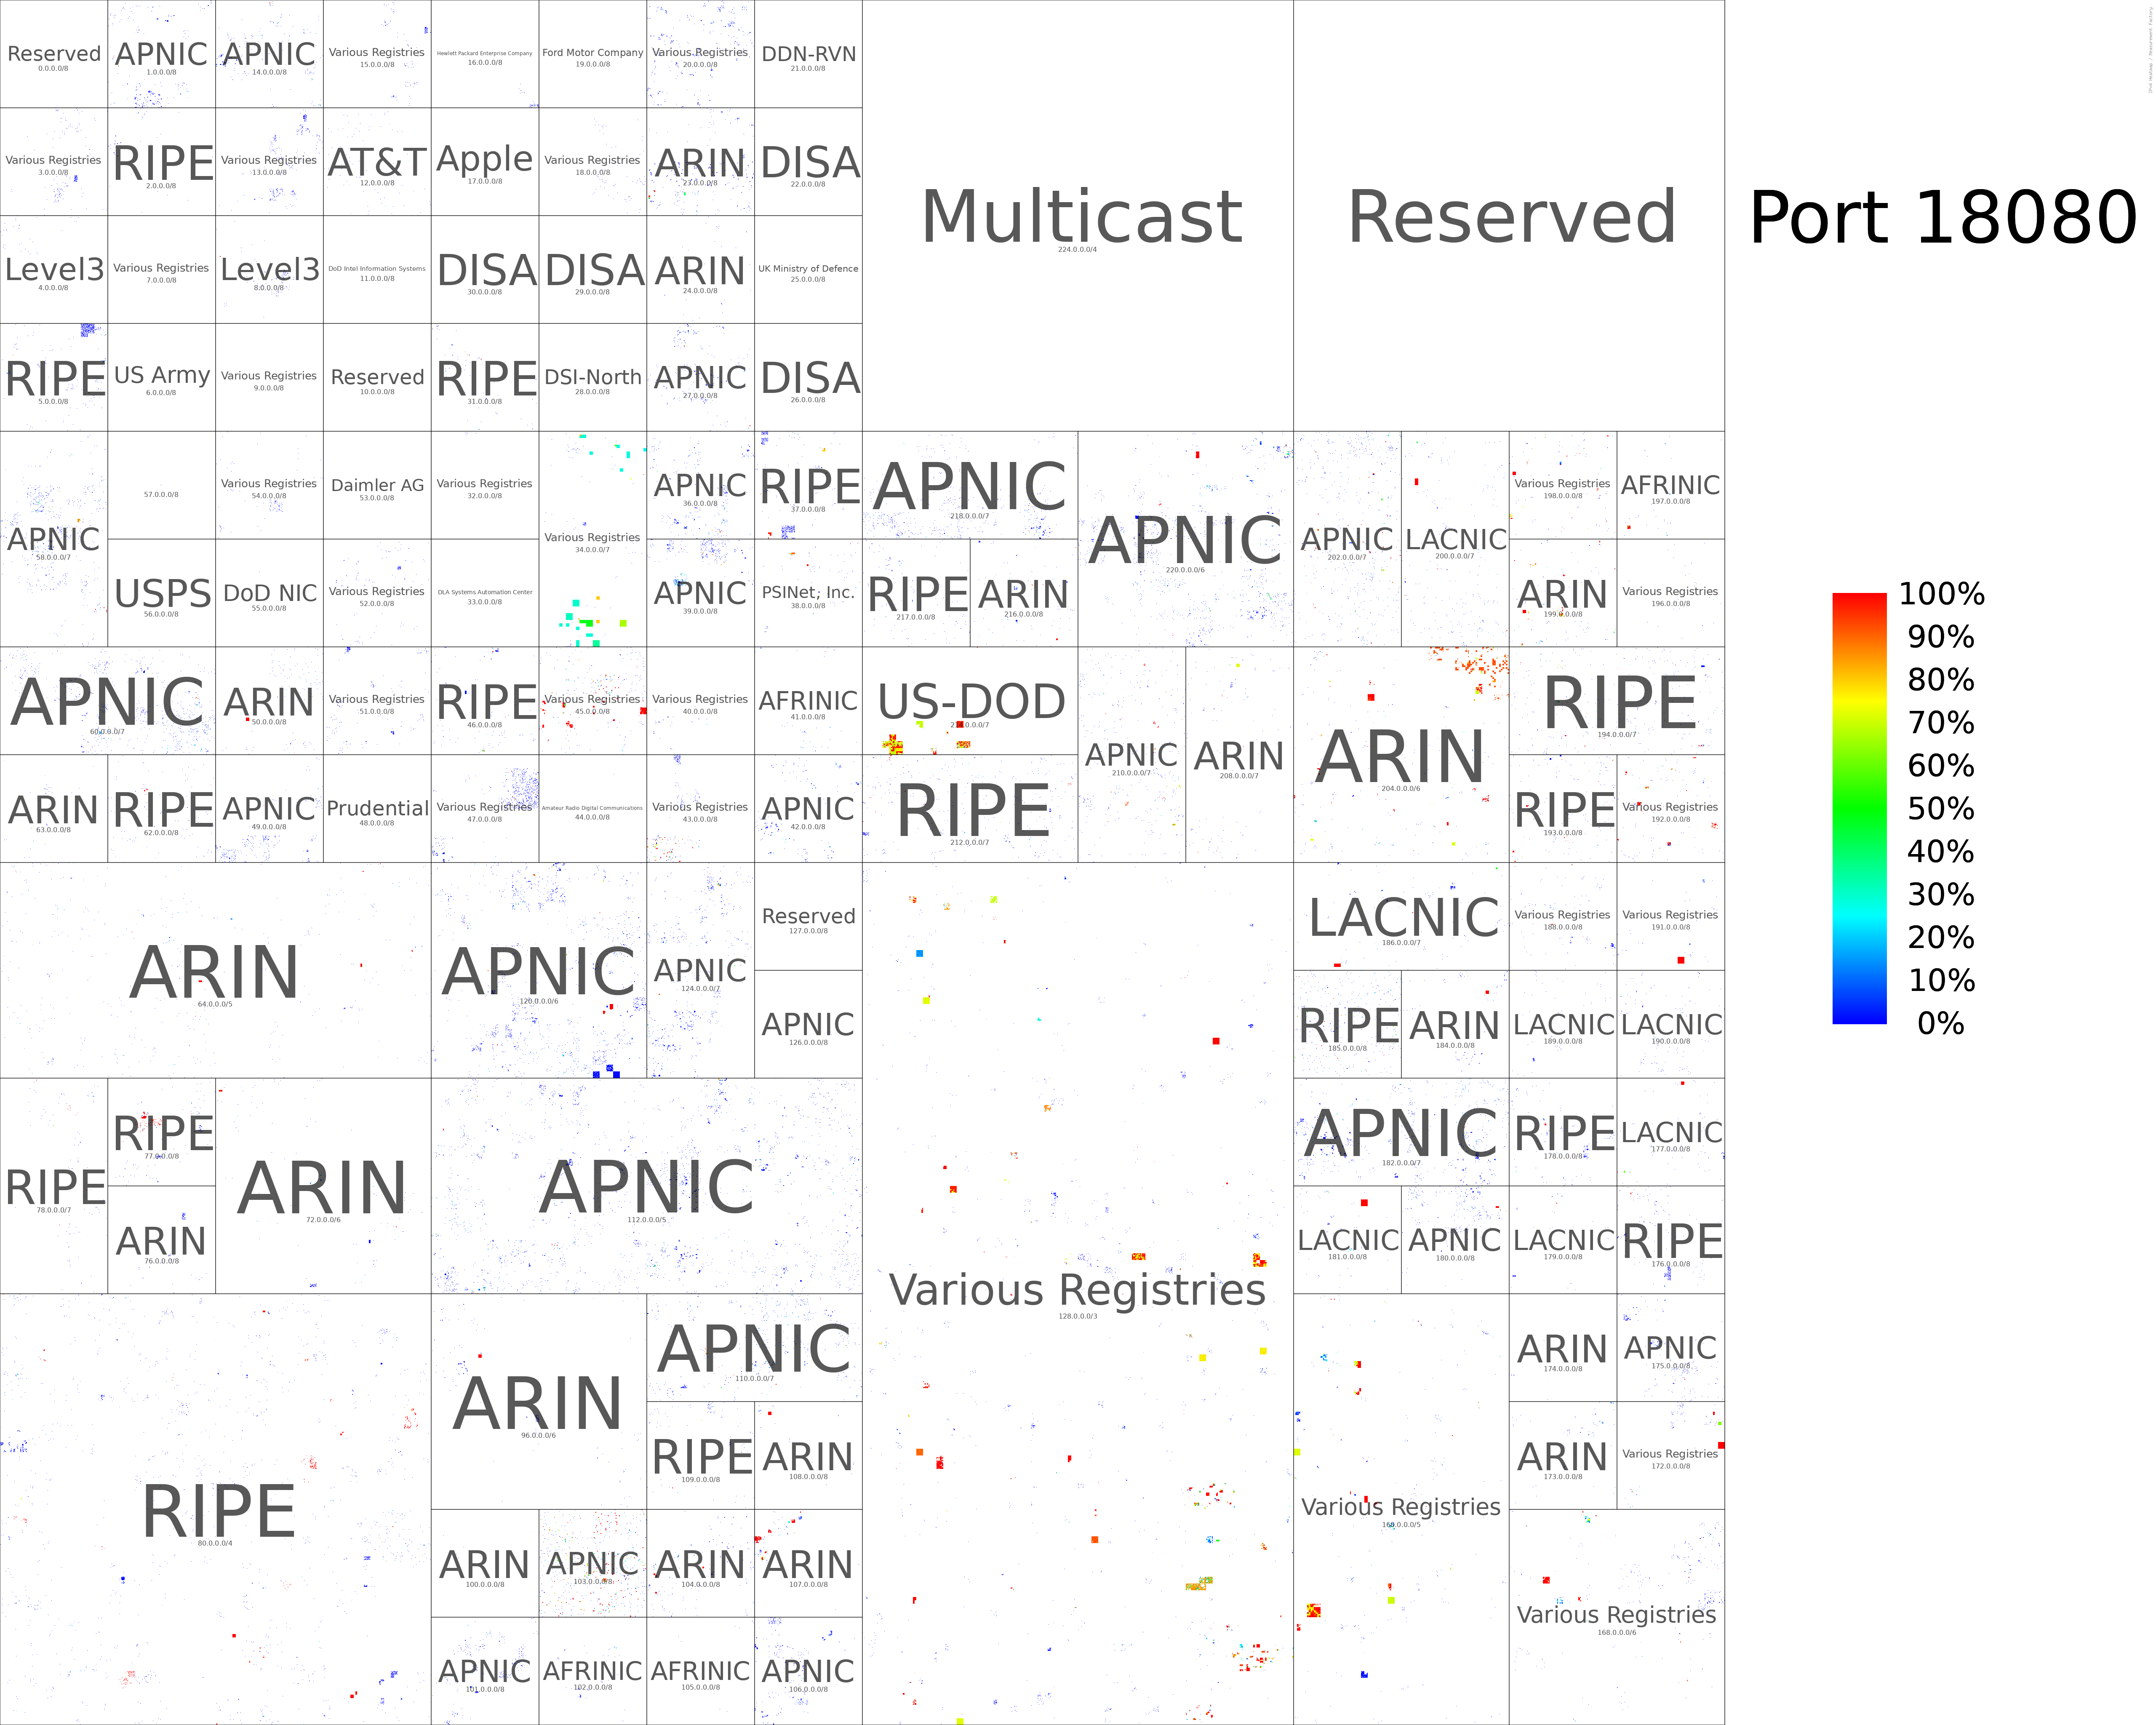 Reserved
0.0.0.0/8
APNIC
1.0.0.0/8
APNIC
14.0.0.0/8
Various Registries
15.0.0.0/8
Hewlett Packard Enterprise Company
16.0.0.0/8
Ford Motor Company
19.0.0.0/8
Various Registries
20.0.0.0/8
DDN-RVN
21.0.0.0/8
Various Registries
3.0.0.0/8
RIPE
2.0.0.0/8
Various Registries
13.0.0.0/8
AT&T
12.0.0.0/8
Apple
17.0.0.0/8
Various Registries
18.0.0.0/8
ARIN
23.0.0.0/8
DISA
22.0.0.0/8
Multicast
224.0.0.0/4
Reserved
Port 18080
Level3
4.0.0.0/8
Various Registries
7.0.0.0/8
Level3
8.0.0.0/8
DoD Intel Information Systems
11.0.0.0/8
DISA
30.0.0.0/8
DISA
29.0.0.0/8
ARIN
24.0.0.0/8
UK Ministry of Defence
25.0.0.0/8
RIPE
5.0.0.0/8
US Army
6.0.0.0/8
Various Registries
9.0.0.0/8
Reserved
10.0.0.0/8
RIPE
31.0.0.0/8
DSI-North
28.0.0.0/8
APNIC
27.0.0.0/8
DISA
26.0.0.0/8
APNIC
58.0.0.0/7
57.0.0.0/8
Various Registries
54.0.0.0/8
Daimler AG
53.0.0.0/8
Various Registries
32.0.0.0/8
Various Registries
34.0.0.0/7
APNIC
36.0.0.0/8
RIPE
37.0.0.0/8
APNIC
218.0.0.0/7
APNIC
220.0.0.0/6
APNIC
202.0.0.0/7
LACNIC
200.0.0.0/7
Various Registries
198.0.0.0/8
AFRINIC
197.0.0.0/8
USPS
56.0.0.0/8
DoD NIC
55.0.0.0/8
Various Registries
52.0.0.0/8
DLA Systems Automation Center
33.0.0.0/8
APNIC
39.0.0.0/8
PSINet, Inc.
38.0.0.0/8
RIPE
217.0.0.0/8
ARIN
216.0.0.0/8
ARIN
199.0.0.0/8
Various Registries
196.0.0.0/8
APNIC
60.0.0.0/7
ARIN
50.0.0.0/8
Various Registries
51.0.0.0/8
RIPE
46.0.0.0/8
Various Registries
45.0.0.0/8
Various Registries
40.0.0.0/8
AFRINIC
41.0.0.0/8
US-DOD
APNIC
210.0.0.0/7
ARIN
208.0.0.0/7
ARIN
204.0.0.0/6
RIPE
194.0.0.0/7
ARIN
63.0.0.0/8
RIPE
62.0.0.0/8
APNIC
49.0.0.0/8
Prudential
48.0.0.0/8
Various Registries
47.0.0.0/8
Amateur Radio Digital Communications
44.0.0.0/8
Various Registries
43.0.0.0/8
APNIC
42.0.0.0/8
RIPE
212.0.0.0/7
RIPE
193.0.0.0/8
Various Registries
192.0.0.0/8
100%
90%
80%
70%
60%
50%
40%
30%
20%
10%
0%
ARIN
64.0.0.0/5
APNIC
120.0.0.0/6
APNIC
124.0.0.0/7
Reserved
127.0.0.0/8
APNIC
126.0.0.0/8
Various Registries
128.0.0.0/3
LACNIC
186.0.0.0/7
Various Registries
188.0.0.0/8
Various Registries
191.0.0.0/8
RIPE
185.0.0.0/8
ARIN
184.0.0.0/8
LACNIC
189.0.0.0/8
LACNIC
190.0.0.0/8
RIPE
78.0.0.0/7
RIPE
77.0.0.0/8
ARIN
76.0.0.0/8
ARIN
72.0.0.0/6
APNIC
112.0.0.0/5
APNIC
182.0.0.0/7
RIPE
178.0.0.0/8
LACNIC
177.0.0.0/8
LACNIC
181.0.0.0/8
APNIC
180.0.0.0/8
LACNIC
179.0.0.0/8
RIPE
176.0.0.0/8
RIPE
80.0.0.0/4
ARIN
96.0.0.0/6
APNIC
110.0.0.0/7
RIPE
109.0.0.0/8
ARIN
108.0.0.0/8
Various Registries
160.0.0.0/5
ARIN
174.0.0.0/8
APNIC
175.0.0.0/8
ARIN
173.0.0.0/8
Various Registries
172.0.0.0/8
ARIN
100.0.0.0/8
APNIC
103.0.0.0/8
ARIN
104.0.0.0/8
ARIN
107.0.0.0/8
Various Registries
168.0.0.0/6
APNIC
101.0.0.0/8
AFRINIC
102.0.0.0/8
AFRINIC
105.0.0.0/8
APNIC
106.0.0.0/8